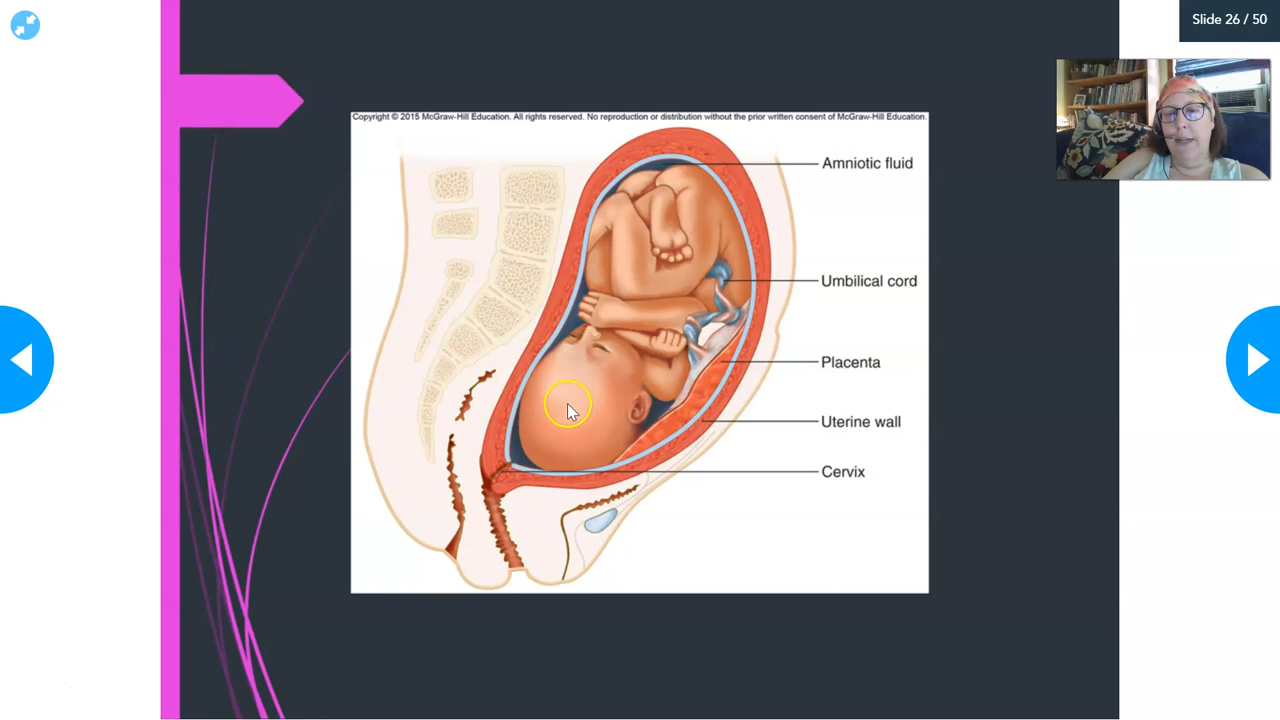 Slide 26 / 50
Copyright © 2015 McGraw-Hill Education. All rights reserved. No reproduction or distribution without the prior written consent of McGraw-Hill Education.
Amniotic fluid
Umbilical cord
Placenta
Uterine wall
Cervix